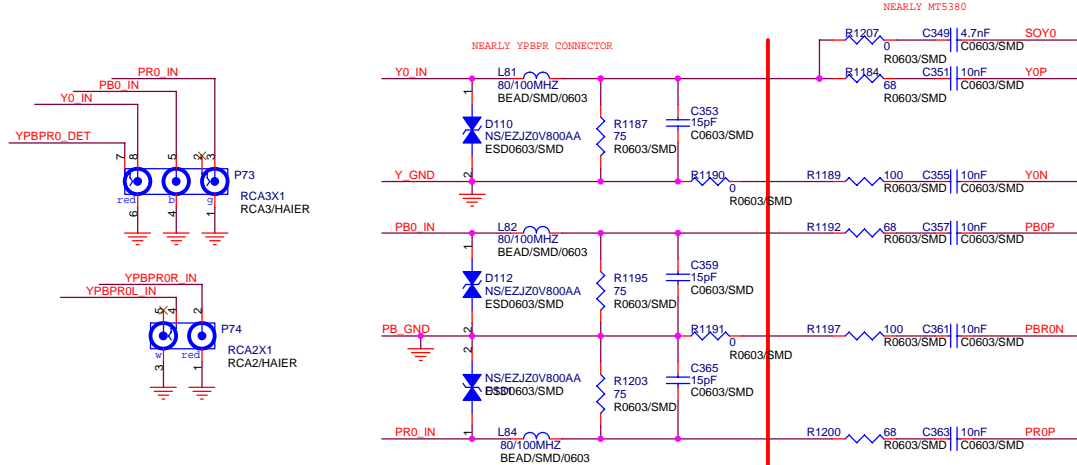 NEARLY MT5380
NEARLY YPBPR CONNECTOR
R1207
0
R0603/SMD
C349
4.7nF
C0603/SMD
SOY0
Y0_IN
L81
80/100MHZ
BEAD/SMD/0603
R1184
68
R0603/SMD
C351
10nF
C0603/SMD
Y0P
1
D110
NS/EZJZ0V800AA
ESD0603/SMD
2
R1187
75
R0603/SMD
C353
15pF
C0603/SMD
Y_GND
R1190
0
R0603/SMD
R1189
100
R0603/SMD
C355
10nF
C0603/SMD
Y0N
PB0_IN
L82
80/100MHZ
BEAD/SMD/0603
R1192
68
R0603/SMD
C357
10nF
C0603/SMD
PB0P
1
D112
NS/EZJZ0V800AA
ESD0603/SMD
2
R1195
75
R0603/SMD
C359
15pF
C0603/SMD
PB_GND
R1191
0
R0603/SMD
R1197
100
R0603/SMD
C361
10nF
C0603/SMD
PBR0N
2
NS/EZJZ0V800AA
ESD0603/SMD
1
R1203
75
R0603/SMD
C365
15pF
C0603/SMD
PR0_IN
L84
80/100MHZ
BEAD/SMD/0603
R1200
68
R0603/SMD
C363
10nF
C0603/SMD
PR0P
PR0_IN
PB0_IN
Y0_IN
YPBPR0_DET
7
8
5
2
3
P73
RCA3X1
RCA3/HAIER
red
b
g
6
4
1
YPBPR0R_IN
YPBPR0L_IN
5
4
2
P74
RCA2X1
RCA2/HAIER
w
red
3
1